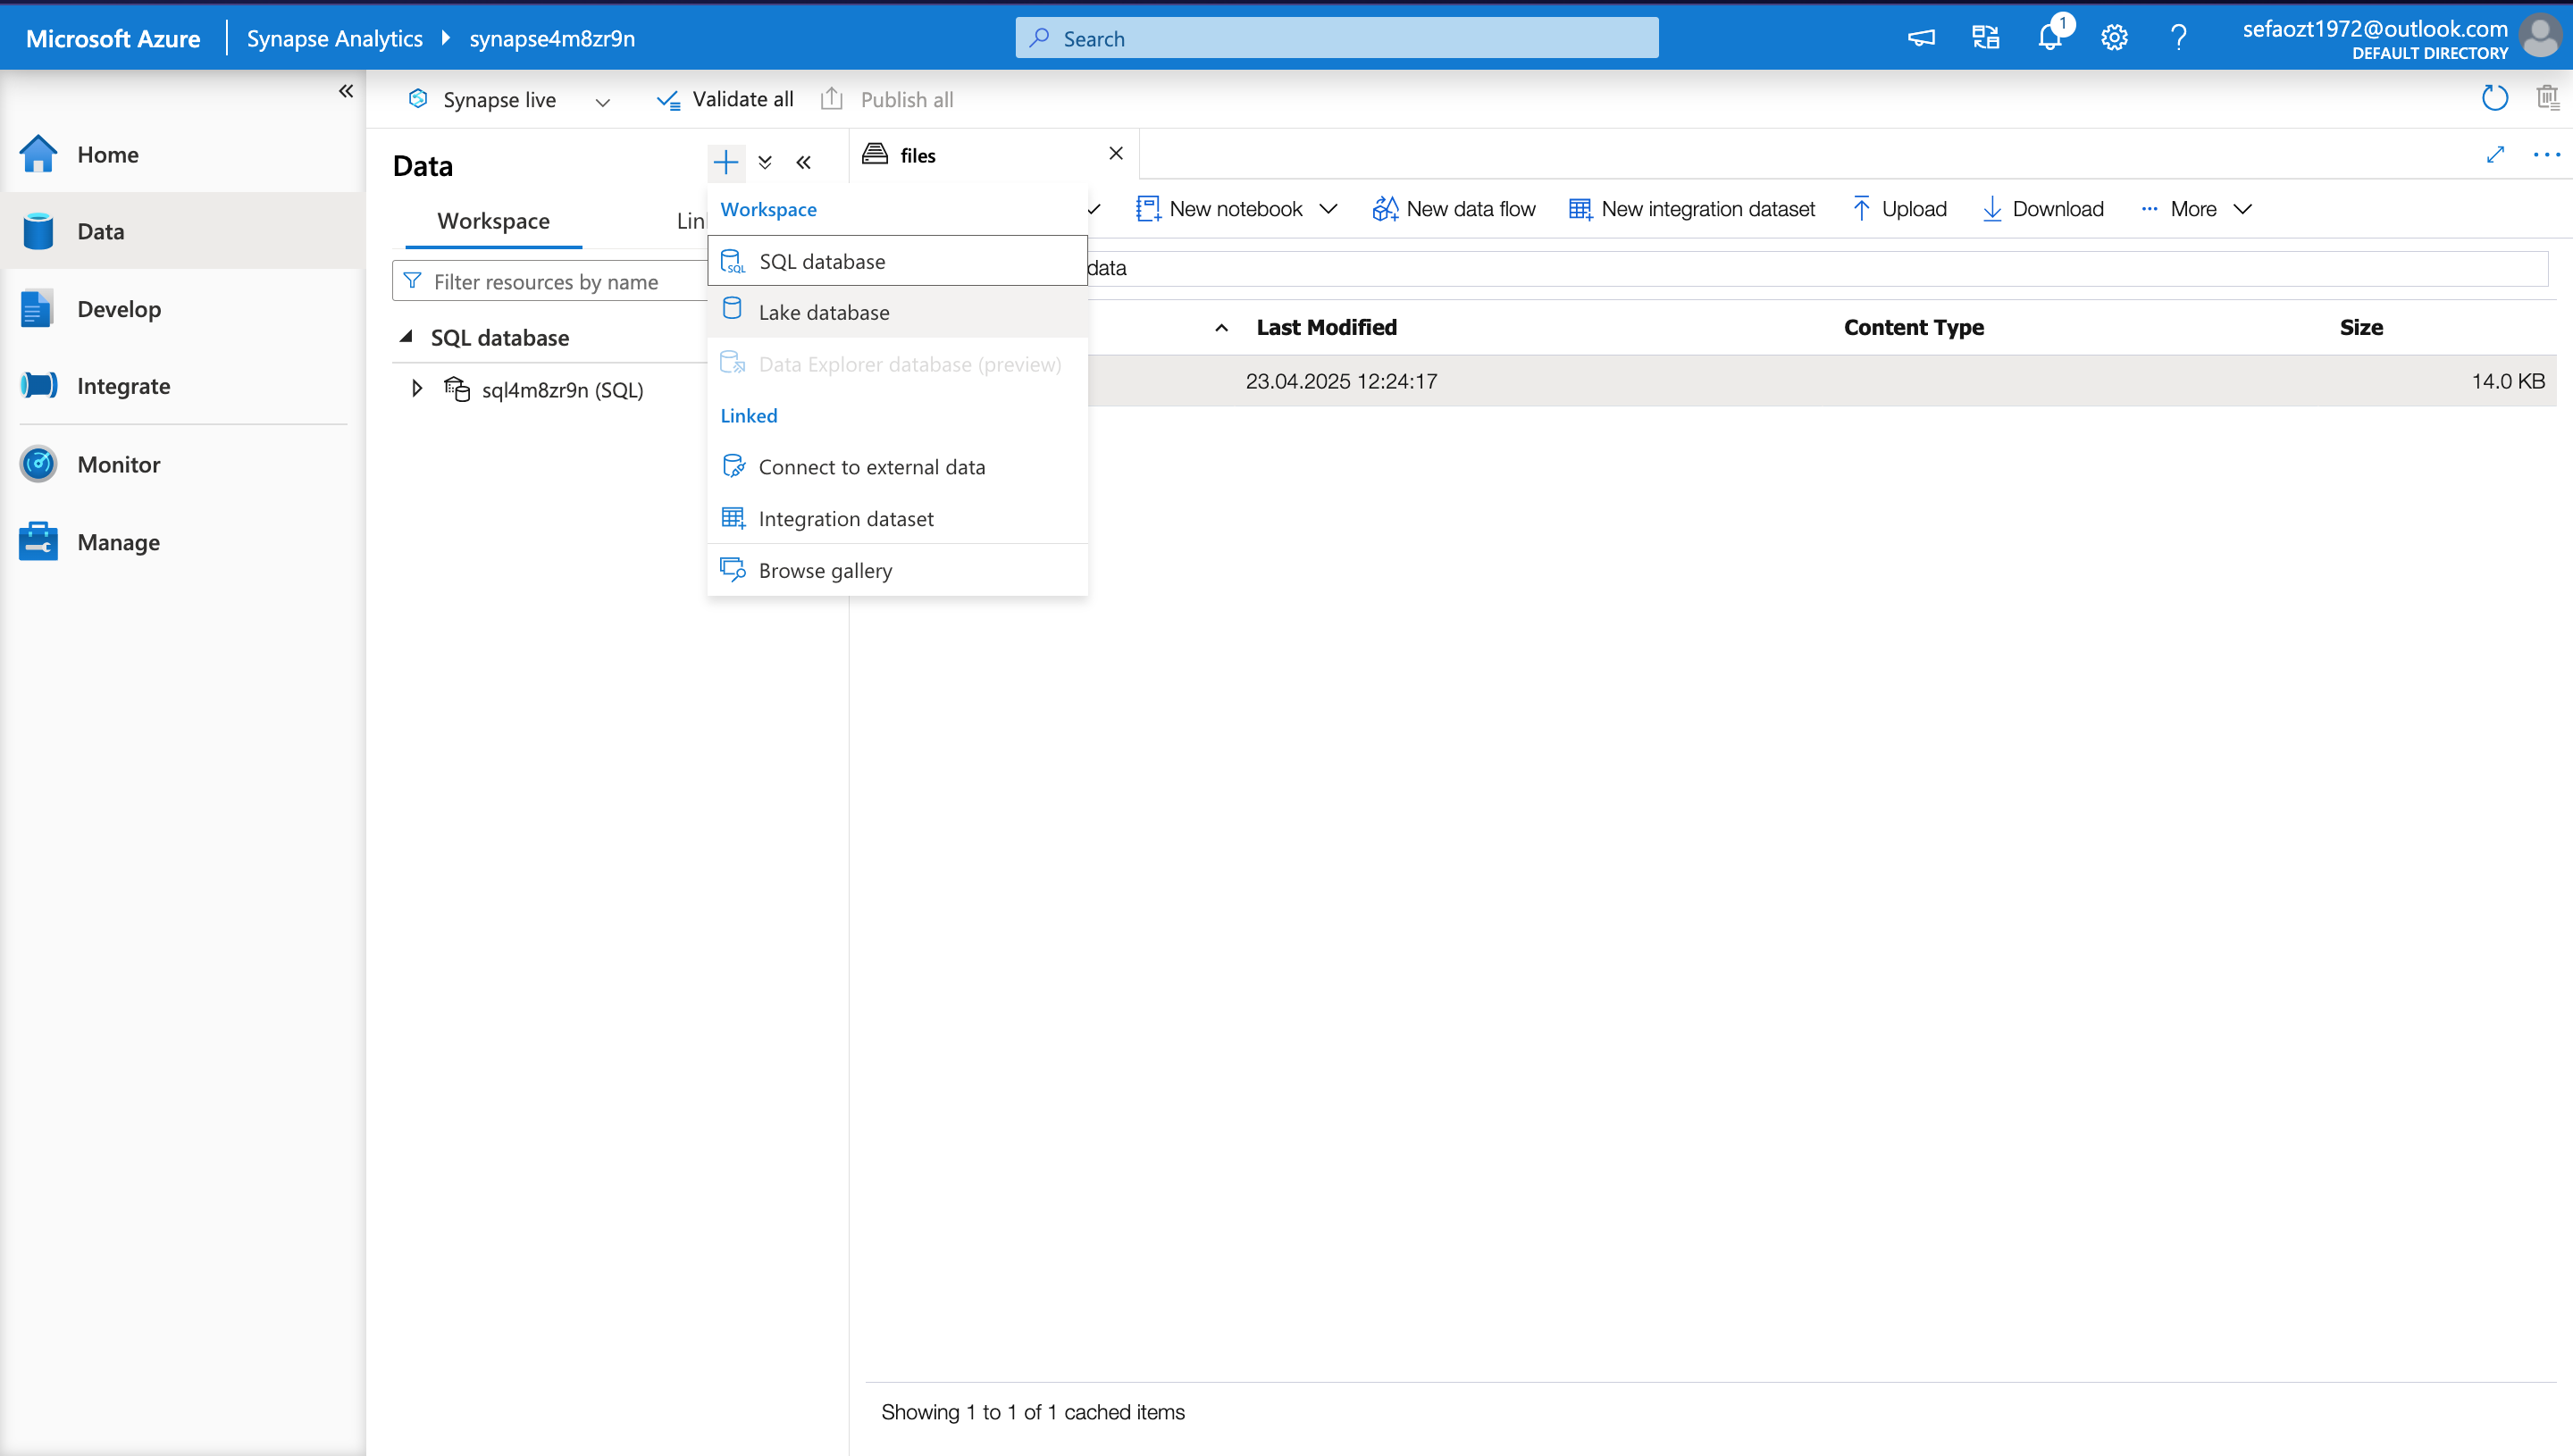 Microsoft Azure
Synapse Analytics
synapse4m8zr9n
Search
1
sefaozt1972@outlook.com
DEFAULT DIRECTORY
Synapse live
Validate all
Publish all
Home
Data
Develop
Integrate
Monitor
Manage
Data
Workspace
Lin
Filter resources by name
SQL database
sql4m8zr9n (SQL)
Workspace
SQL database
Lake database
Data Explorer database (preview)
Linked
Connect to external data
Integration dataset
Browse gallery
files
New notebook
New data flow
New integration dataset
Upload
Download
More
data
Last Modified
Content Type
Size
23.04.2025 12:24:17
14.0 KB
Showing 1 to 1 of 1 cached items